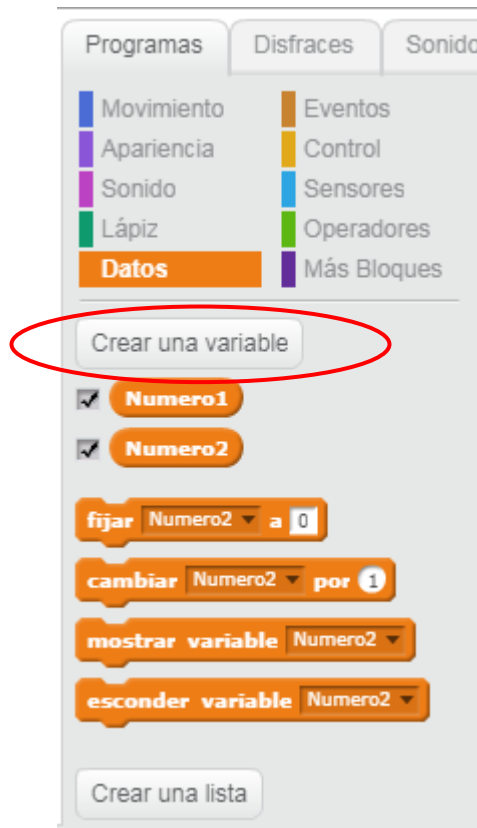 Programas Disfraces Sonido
Movimiento Eventos
Apariencia Control
Sonido Sensores
Lápiz Operadores
Datos Más Bloques
Crear una variable
Numero1
Numero2
fijar Numero2 a 0
cambiar Numero2 por 1
mostrar variable Numero2
esconder variable Numero2
Crear una lista